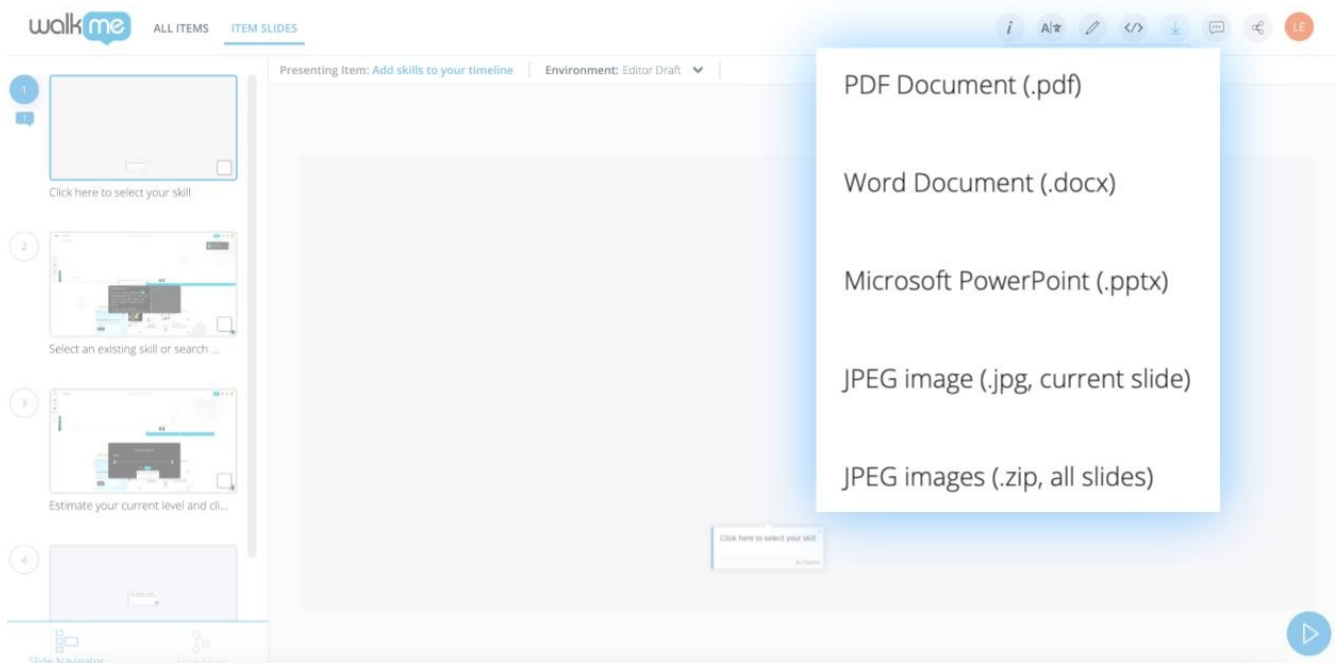 walkme
ALL ITEMS
ITEM SLIDES
i
A
</>
LE
Presenting Item: Add skills to your timeline
Environment: Editor Draft
1
1
Click here to select your skill
2
Select an existing skill or search ...
3
Estimate your current level and cli...
4
Slide Navigator
Flow Map
PDF Document (.pdf)
Word Document (.docx)
Microsoft PowerPoint (.pptx)
JPEG image (.jpg, current slide)
JPEG images (.zip, all slides)
Click here to select your skill